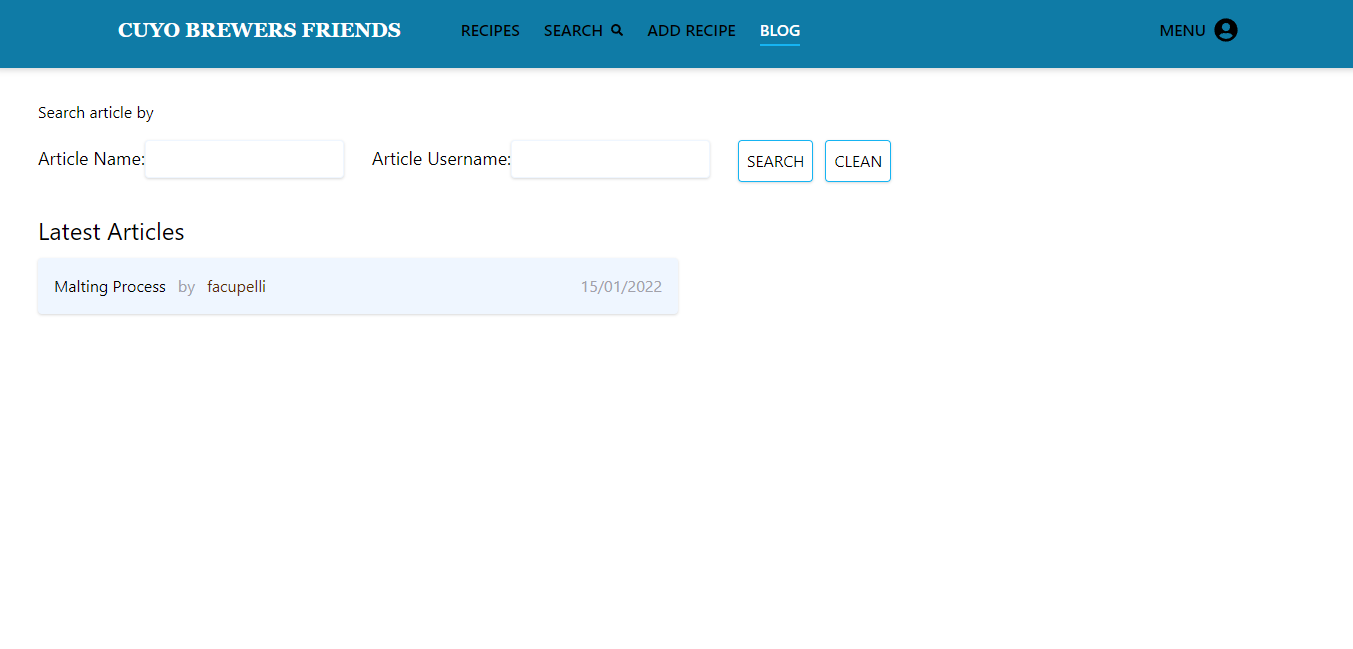 CUYO BREWERS FRIENDS RECIPES SEARCH ADD RECIPE BLOG MENU
Search article by
Article Name: Article Username: SEARCH CLEAN
Latest Articles
Malting Process by facupelli 15/01/2022